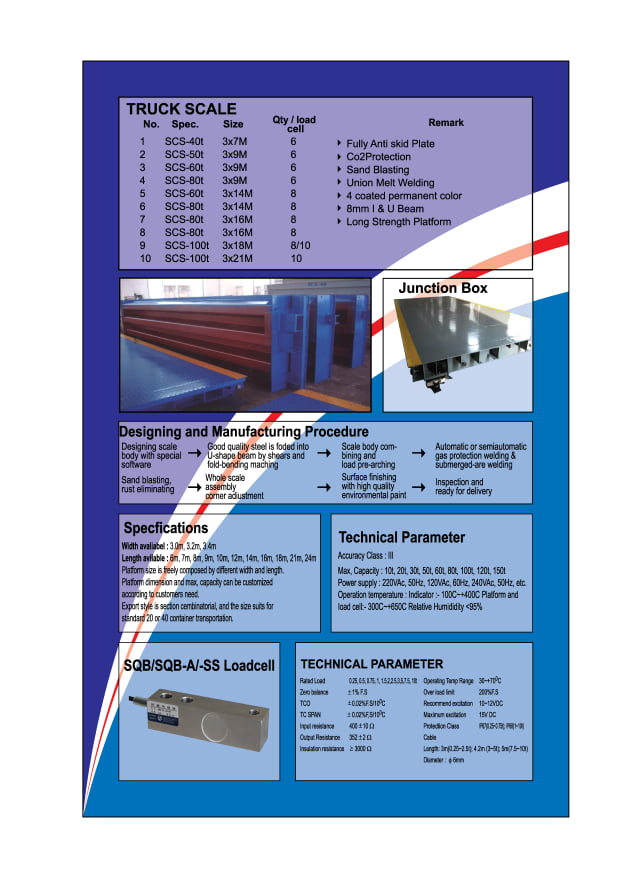 TRUCK SCALE
No. Spec. Size Qty / load cell Remark
1 SCS-40t 3x7M 6
2 SCS-50t 3x9M 6
3 SCS-60t 3x9M 6
4 SCS-80t 3x9M 6
5 SCS-60t 3x14M 8
6 SCS-80t 3x14M 8
7 SCS-80t 3x16M 8
8 SCS-80t 3x16M 8
9 SCS-100t 3x18M 8/10
10 SCS-100t 3x21M 10
Fully Anti skid Plate
Co2Protection
Sand Blasting
Union Melt Welding
4 coated permanent color
8mm I & U Beam
Long Strength Platform
Junction Box
Designing and Manufacturing Procedure
Designing scale
body with special
software
Good quality steel is foded into
U-shape beam by shears and
fold-bending maching
Scale body com-
bining and
load pre-arching
Automatic or semiautomatic
gas protection welding &
submerged-are welding
Sand blasting,
rust eliminating
Whole scale
assembly
corner adiustment
Surface finishing
with high quality
environmental paint
Inspection and
ready for delivery
Specfications
Width avaliabel : 3.0m, 3.2m, 3.4m
Length avilable : 6m, 7m, 8m, 9m, 10m, 12m, 14m, 16m, 18m, 21m, 24m
Platform size is freely composed by different width and length.
Platform dimension and max, capacity can be customized
according to customers need.
Export style is section combinatorial, and the size suits for
standard 20 or 40 container transportation.
Technical Parameter
Accuracy Class : III
Max, Capacity : 10t, 20t, 30t, 50t, 60t, 80t, 100t, 120t, 150t
Power supply : 220VAc, 50Hz, 120VAc, 60Hz, 240VAc, 50Hz, etc.
Operation temperature : Indicator :- 100C~+400C Platform and
load cell:- 300C~+650C Relative Humididity <95%
SQB/SQB-A/-SS Loadcell
TECHNICAL PARAMETER
Rated Load 0.25, 0.5, 0.75, 1, 1.5,2,2.5,3,5,7.5, 10t
Zero balance ±1% F.S
TCO ±0.02%F.S/10⁰C
TC SPAN ±0.02%F.S/10⁰C
Input resistance 400±10 Ω
Output Resistance 352±2 Ω
Insulation resistance ≥ 3000 Ω
Operating Temp Range 30~+70⁰C
Over load limit 200%F.S
Recommend excitation 10~12VDC
Maximum excitation 15V DC
Protedtion Class IP67(0.25~0.75t); IP68(1~10t)
Cable
Length: 3m(0.25~2.5t); 4.2m (3~5t); 5m(7.5~10t)
Diameter : φ 6mm